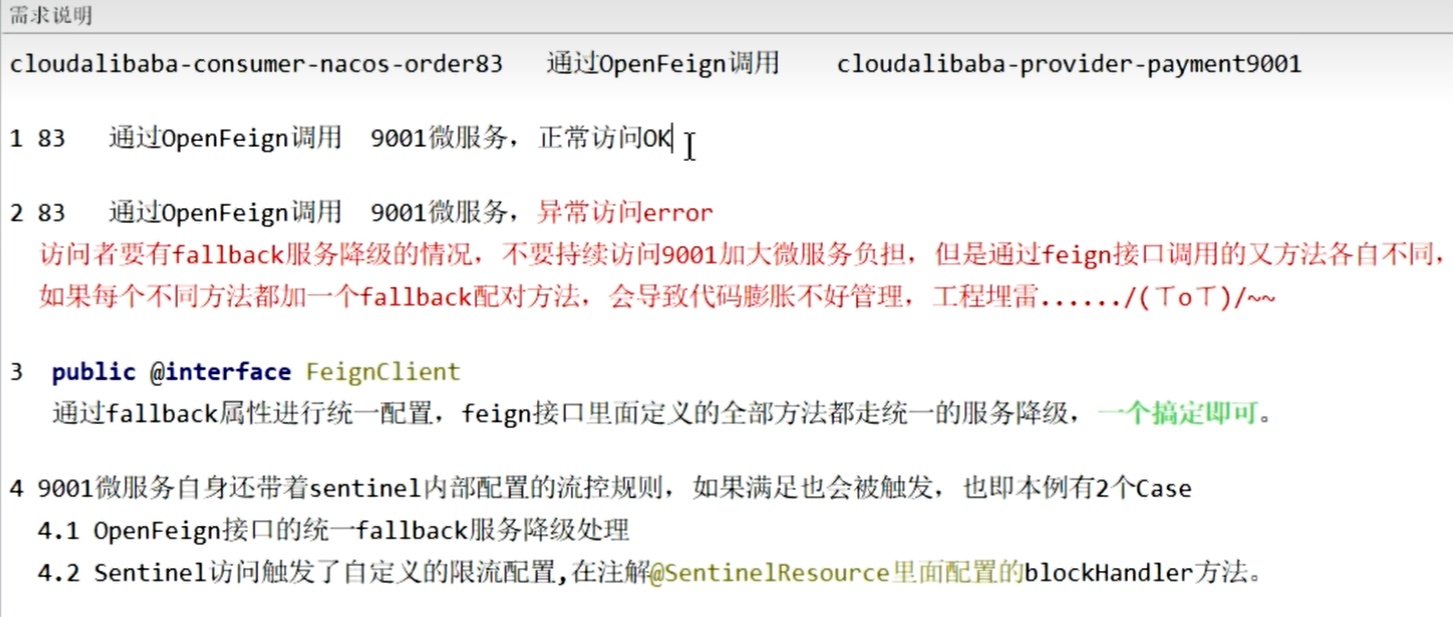 需求说明
cloudalibaba-consumer-nacos-order83 通过OpenFeign调用 cloudalibaba-provider-payment9001
1 83 通过OpenFeign调用 9001微服务，正常访问OK
2 83 通过OpenFeign调用 9001微服务，异常访问error
访问者要有fallback服务降级的情况，不要持续访问9001加大微服务负担，但是通过feign接口调用的又方法各自不同，
如果每个不同方法都加一个fallback配对方法，会导致代码膨胀不好管理，工程埋雷....../(ㄒoㄒ)/~~
3 public @interface FeignClient
通过fallback属性进行统一配置，feign接口里面定义的全部方法都走统一的服务降级，一个搞定即可。
4 9001微服务自身还带着sentinel内部配置的流控规则，如果满足也会被触发，也即本例有2个Case
4.1 OpenFeign接口的统一fallback服务降级处理
4.2 Sentinel访问触发了自定义的限流配置,在注解@SentinelResource里面配置的blockHandler方法。